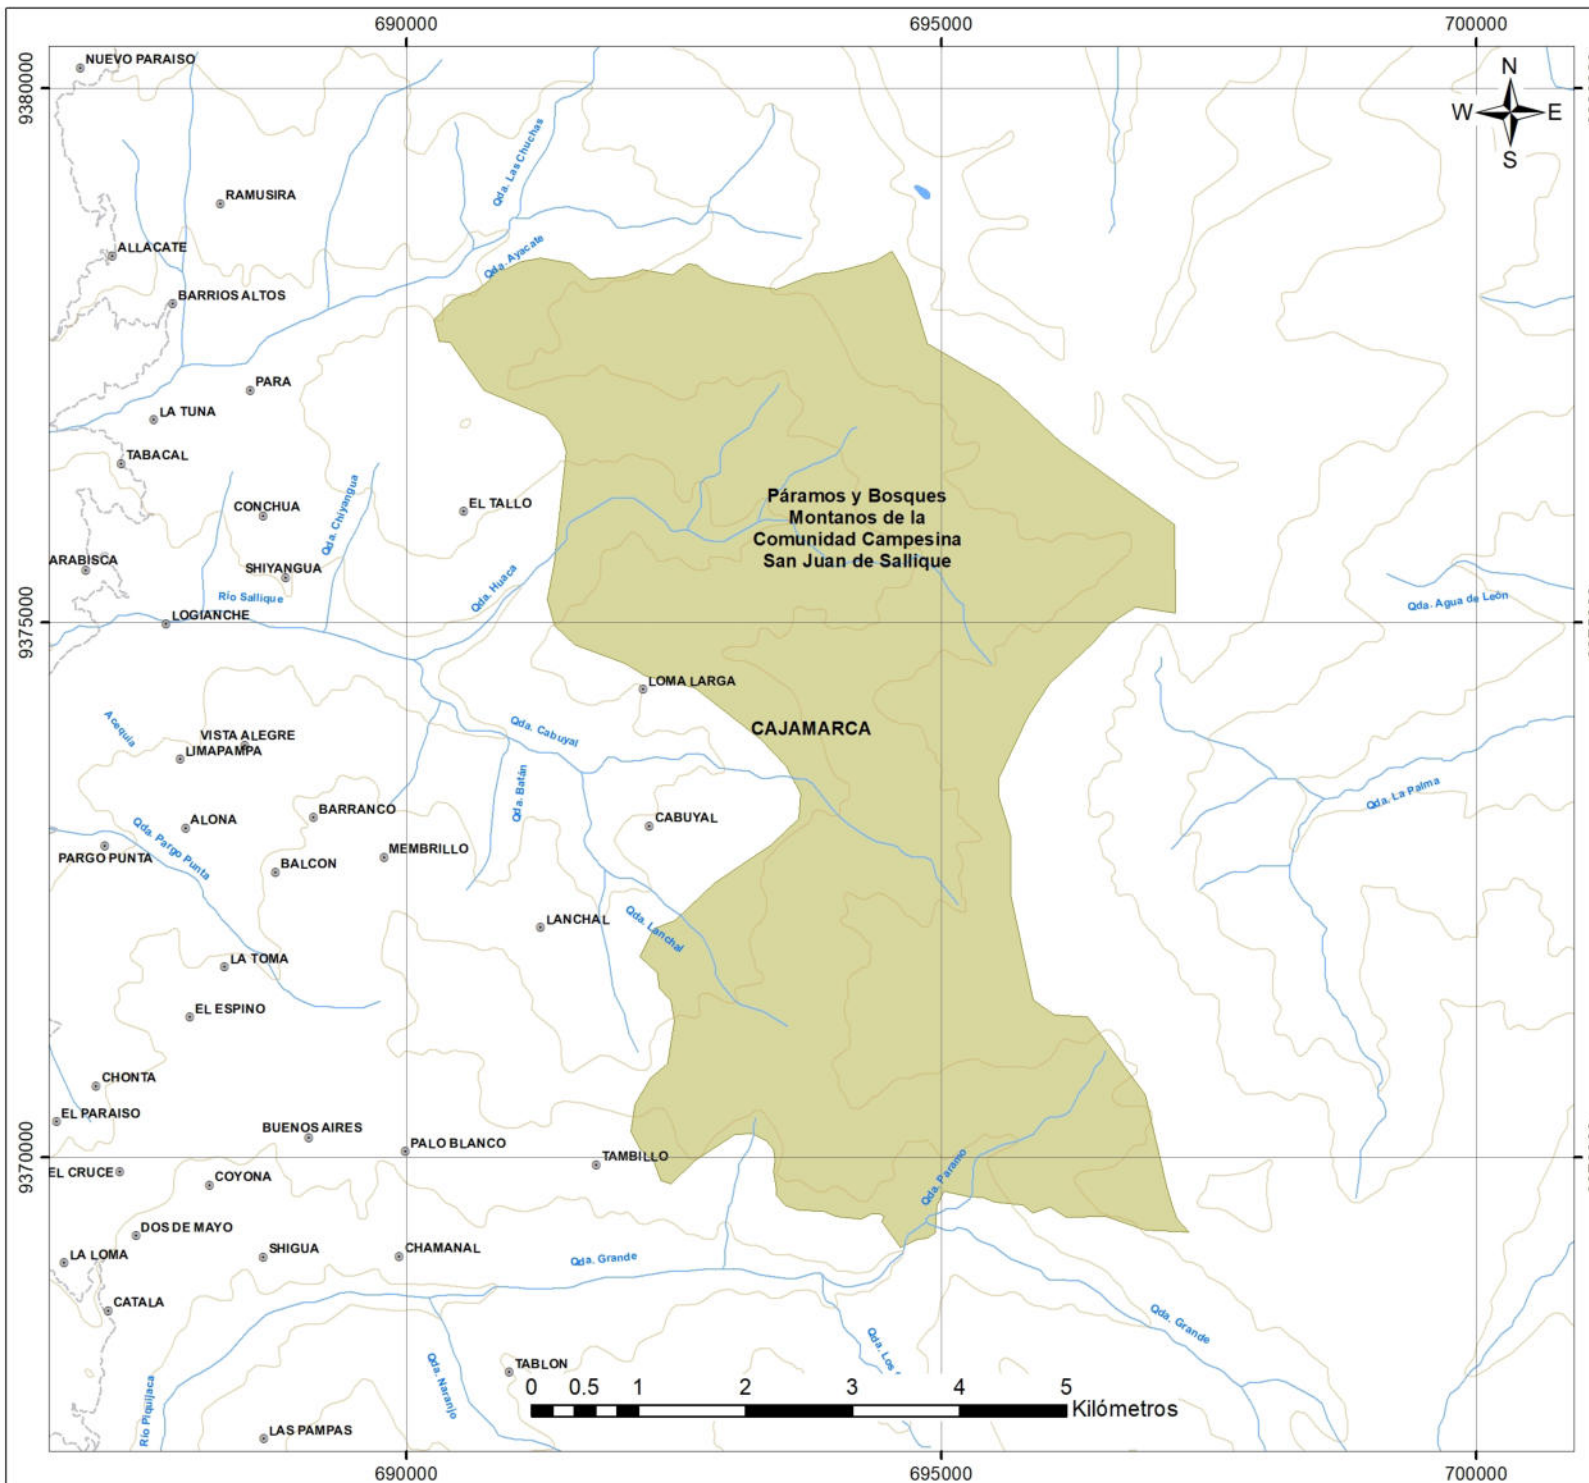 690000
695000
700000
9380000
NUEVO PARAISO
N
W
E
S
Qda. Las Chuchas
RAMUSIRA
ALLACATE
Qda. Ayacate
BARRIOS ALTOS
PARA
LA TUNA
TABACAL
Qda. Chiyangua
EL TALLO
CONCHUA
Páramos y Bosques
Montanos de la
Comunidad Campesina
San Juan de Sallique
ARABISCA
SHIYANGUA
Qda. Huaca
Río Sallique
Qda. Agua de León
9375000
LOGIANCHE
LOMA LARGA
Acequia
VISTA ALEGRE
LIMAPAMPA
Qda. Cabuyal
CAJAMARCA
Qda. Batán
Qda. La Palma
BARRANCO
ALONA
CABUYAL
Qda. Pargo Punta
PARGO PUNTA
MEMBRILLO
BALCON
LANCHAL
Qda. Lanchal
LA TOMA
EL ESPINO
CHONTA
EL PARAISO
BUENOS AIRES
PALO BLANCO
9370000
EL CRUCE
TAMBILLO
COYONA
Qda. Paramo
DOS DE MAYO
LA LOMA
SHIGUA
CHAMANAL
Qda. Grande
CATALA
Qda. Grande
Qda. Los
Río Piquijaca
Qda. Naranjo
TABLON
0 0.5 1 2 3 4 5
Kilómetros
LAS PAMPAS
690000
695000
700000